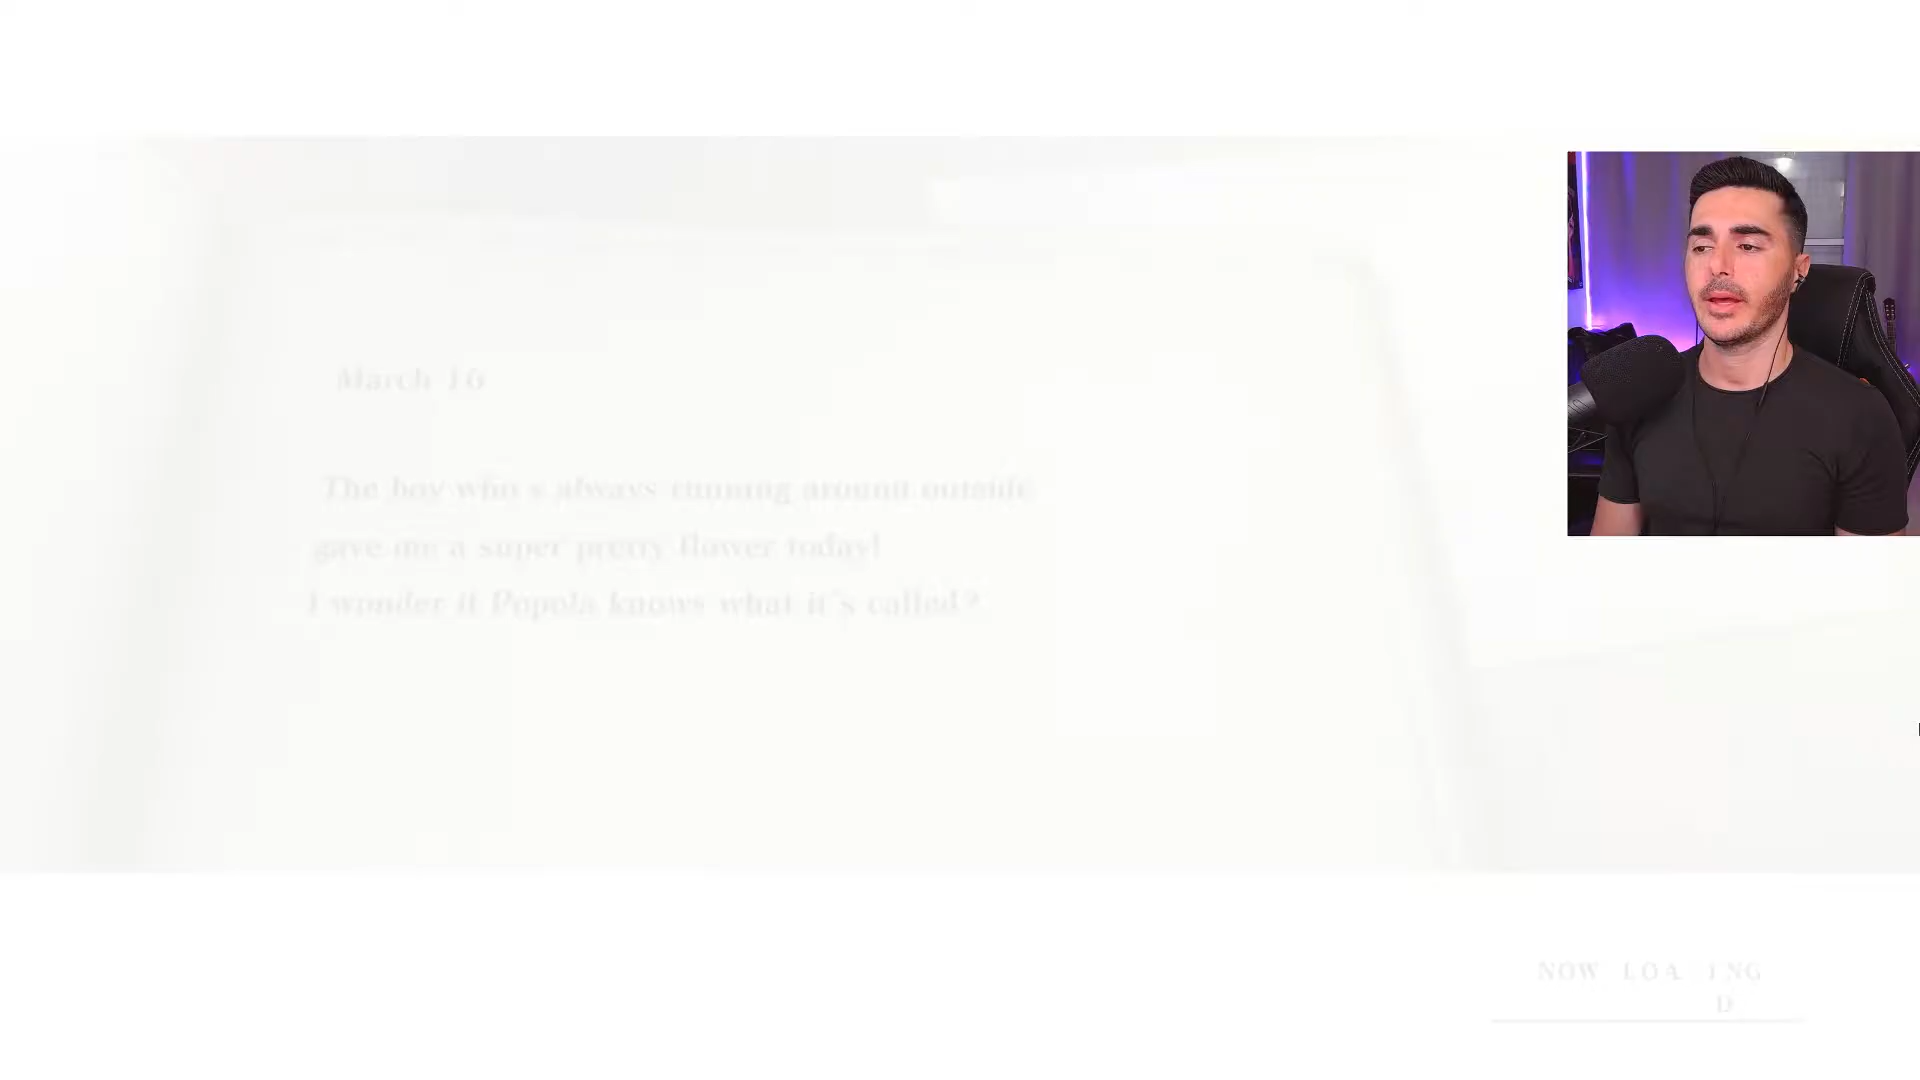 March 16
The boy who's always running around outside
gave me a super pretty flower today!
I wonder if Popola knows what it's called?
NOW LOADING